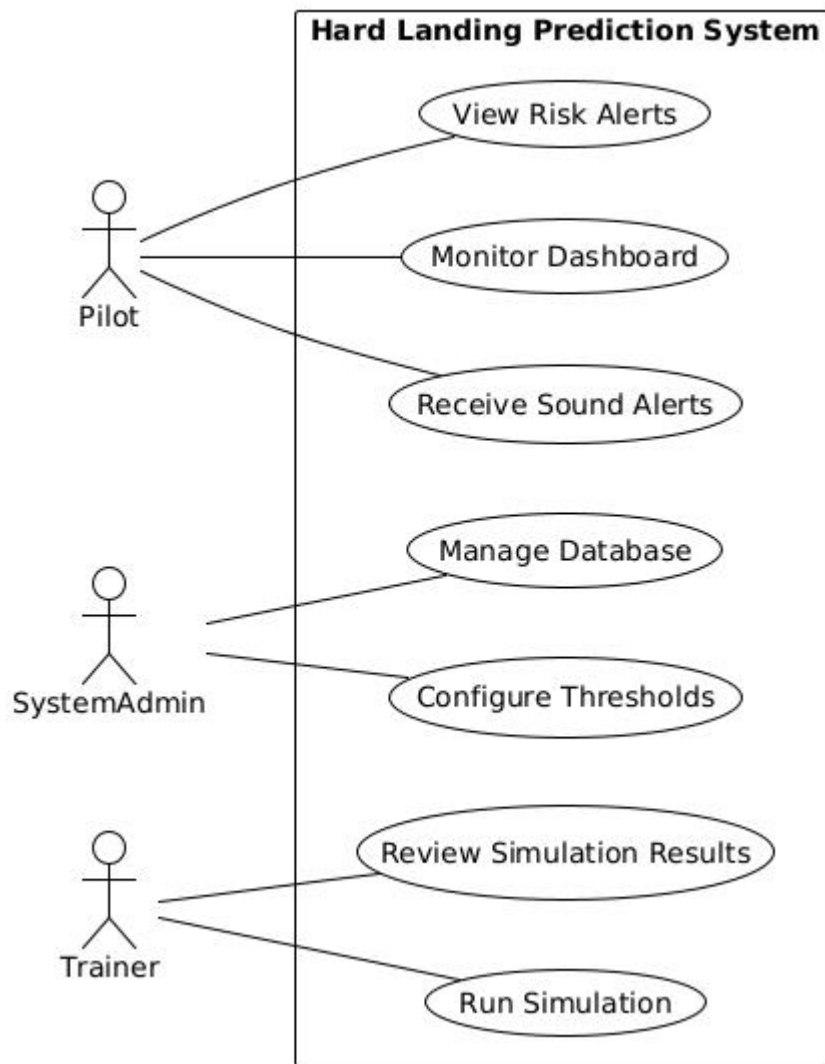 Hard Landing Prediction System
View Risk Alerts
Monitor Dashboard
Pilot
Receive Sound Alerts
Manage Database
SystemAdmin
Configure Thresholds
Review Simulation Results
Trainer
Run Simulation